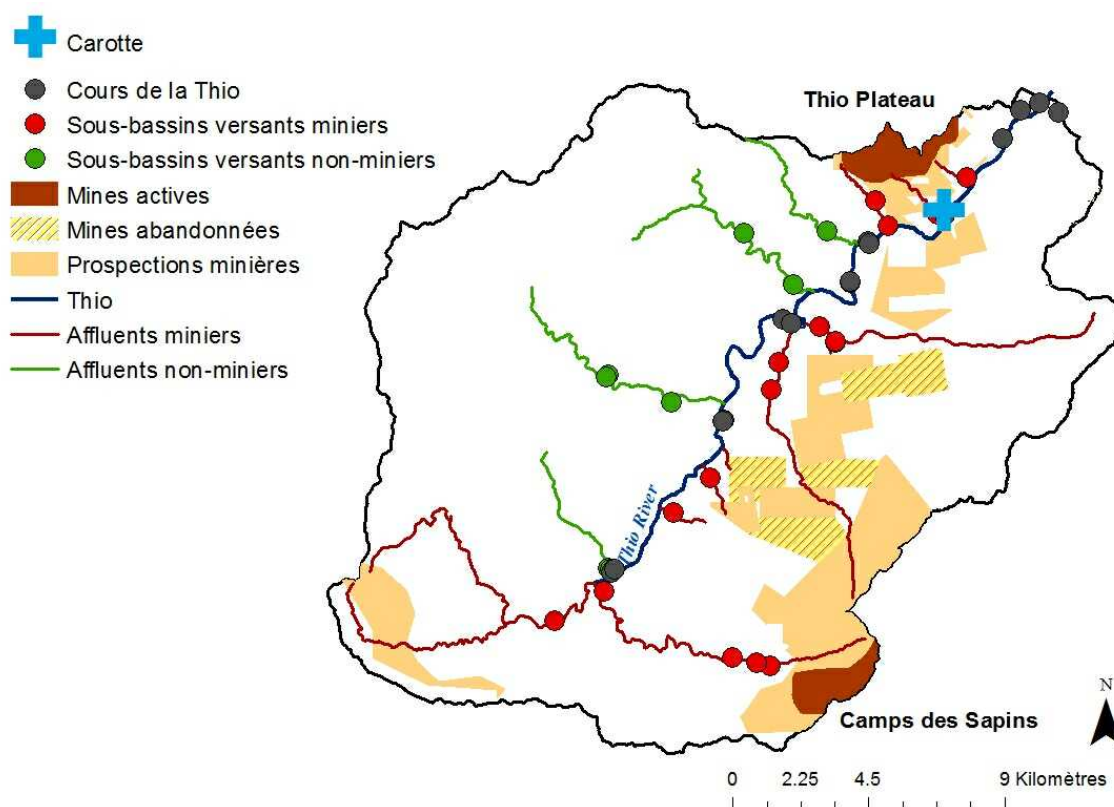 Carotte
Cours de la Thio
Sous-bassins versants miniers
Sous-bassins versants non-miniers
Mines actives
Mines abandonnées
Prospections minières
Thio
Affluents miniers
Affluents non-miniers
Thio Plateau
Thio River
Camps des Sapins
N
0 2.25 4.5 9 Kilomètres